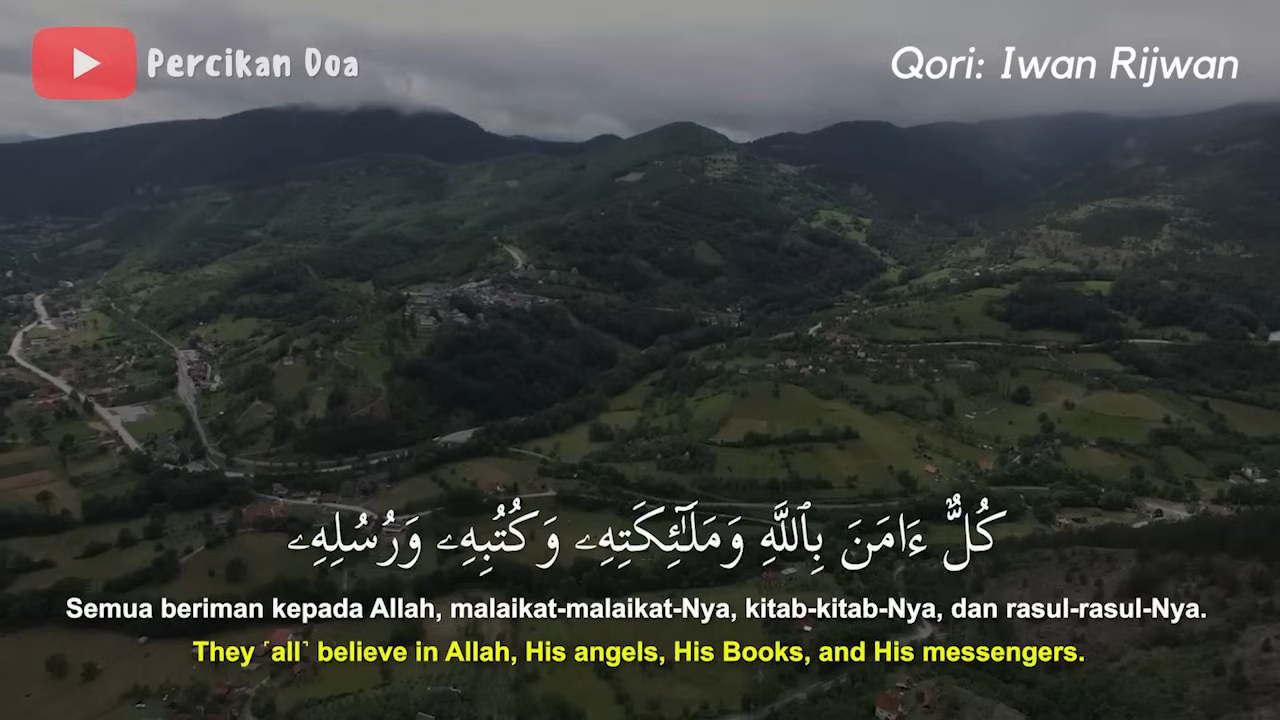 Percikan Doa
Qori: Iwan Rijwan
كُلٌّ ءَامَنَ بِٱللَّهِ وَمَلَـٰٓئِكَتِهِۦ وَكُتُبِهِۦ وَرُسُلِهِۦ
Semua beriman kepada Allah, malaikat-malaikat-Nya, kitab-kitab-Nya, dan rasul-rasul-Nya.
They ˹all˺ believe in Allah, His angels, His Books, and His messengers.